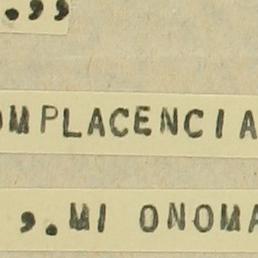 .,,
OMPLACENCIA
,.MI ONOMA